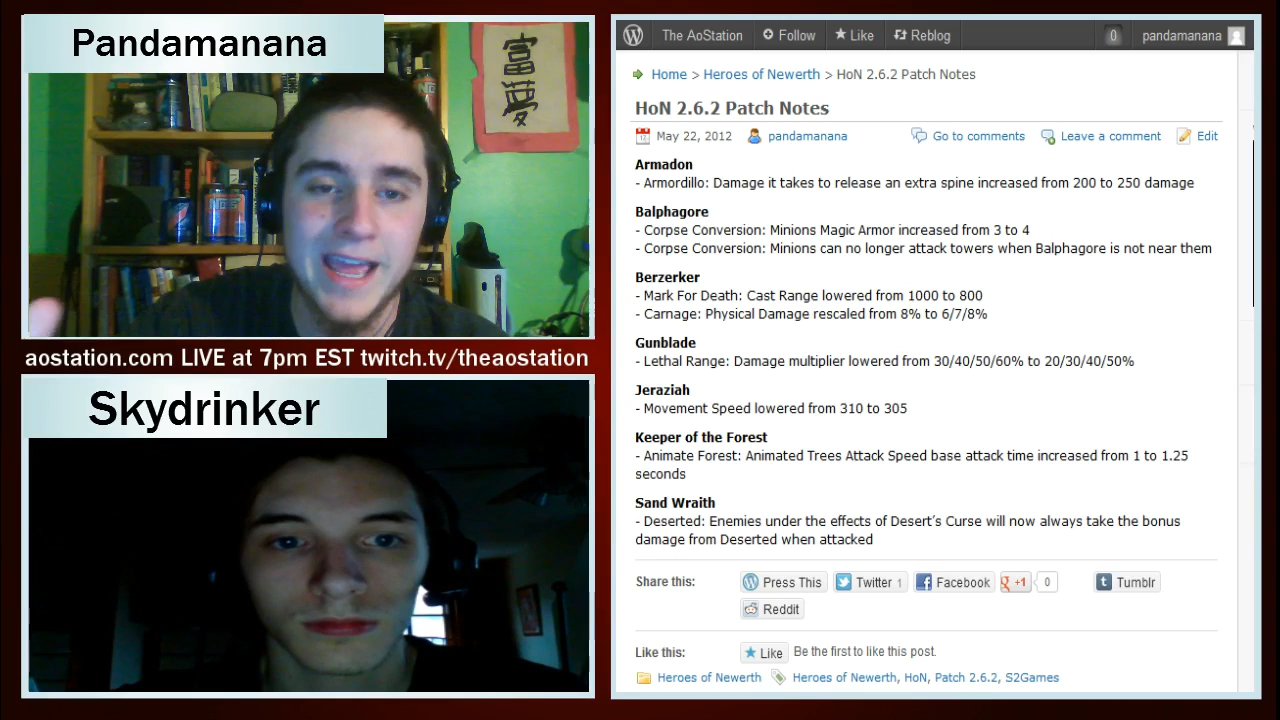 Pandamanana
富
夢
aostation.com LIVE at 7pm EST twitch.tv/theaostation
Skydrinker
The AoStation Follow Like Reblog 0 pandamanana
Home > Heroes of Newerth > HoN 2.6.2 Patch Notes
HoN 2.6.2 Patch Notes
May 22, 2012 pandamanana Go to comments Leave a comment Edit
Armadon
- Armordillo: Damage it takes to release an extra spine increased from 200 to 250 damage
Balphagore
- Corpse Conversion: Minions Magic Armor increased from 3 to 4
- Corpse Conversion: Minions can no longer attack towers when Balphagore is not near them
Berzerker
- Mark For Death: Cast Range lowered from 1000 to 800
- Carnage: Physical Damage rescaled from 8% to 6/7/8%
Gunblade
- Lethal Range: Damage multiplier lowered from 30/40/50/60% to 20/30/40/50%
Jeraziah
- Movement Speed lowered from 310 to 305
Keeper of the Forest
- Animate Forest: Animated Trees Attack Speed base attack time increased from 1 to 1.25
seconds
Sand Wraith
- Deserted: Enemies under the effects of Desert’s Curse will now always take the bonus
damage from Deserted when attacked
Share this: Press This Twitter 1 Facebook +1 0 Tumblr
Reddit
Like this: Like Be the first to like this post.
Heroes of Newerth Heroes of Newerth, HoN, Patch 2.6.2, S2Games